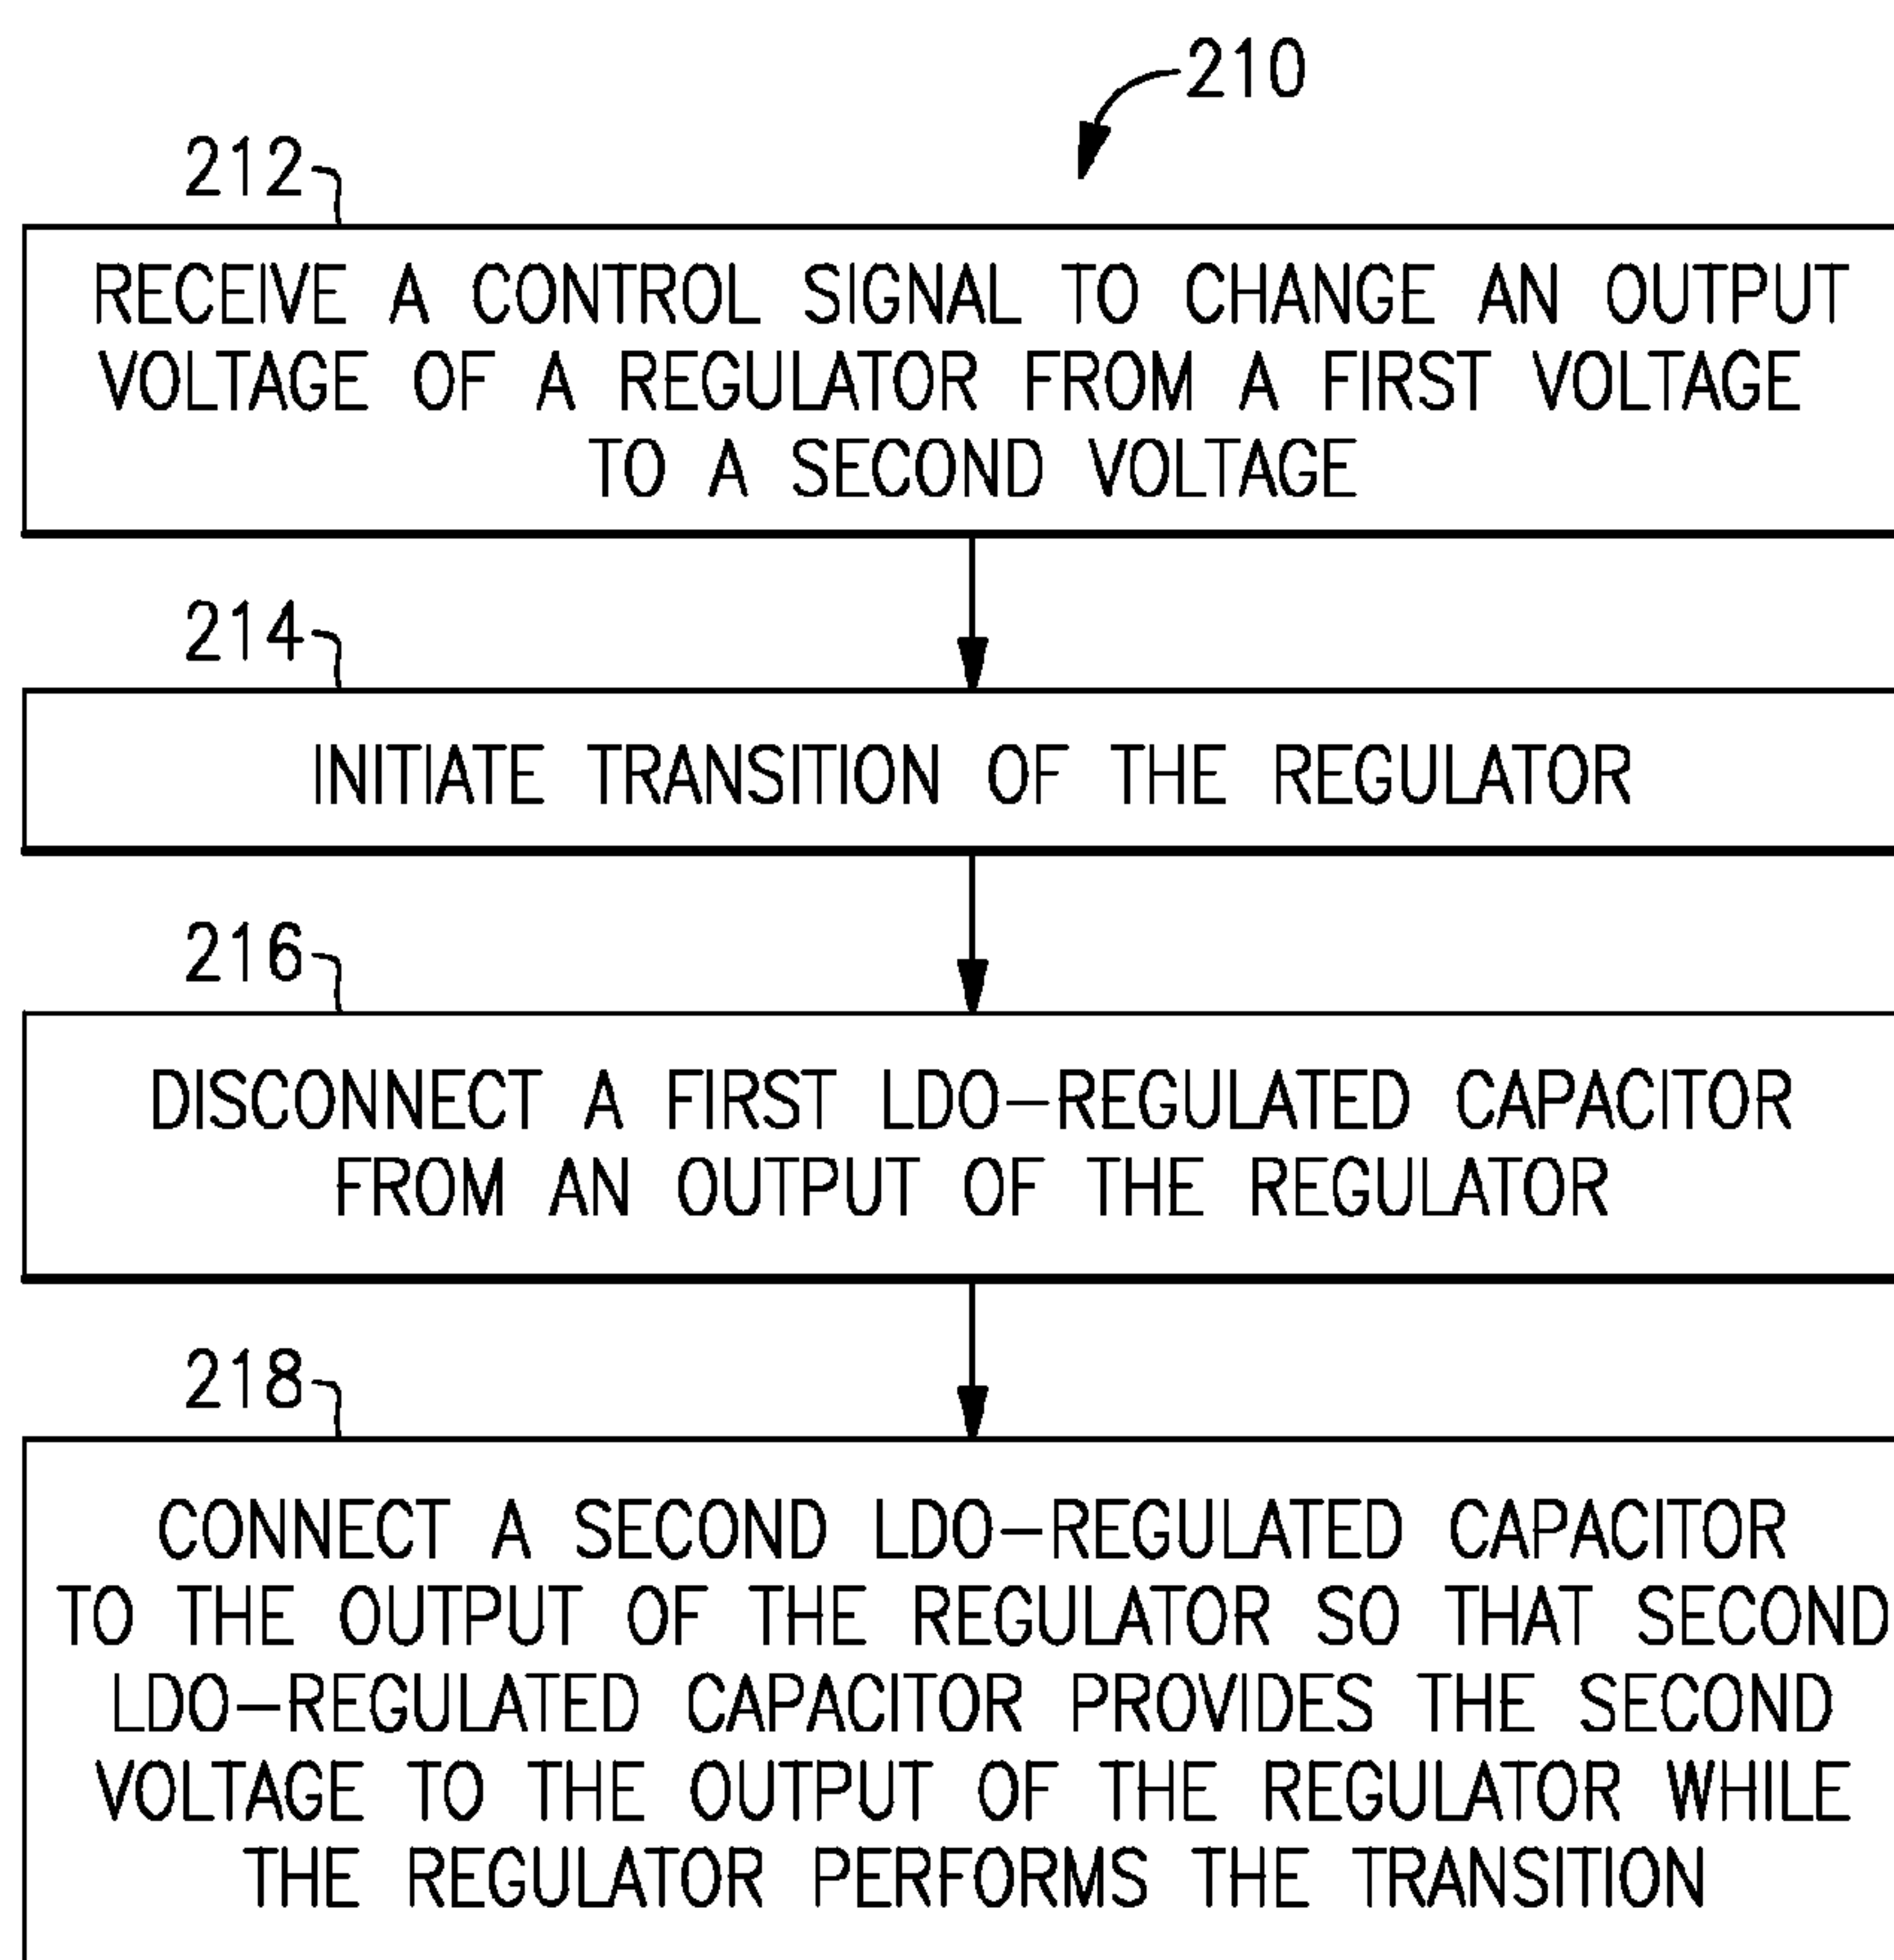 210
212
RECEIVE A CONTROL SIGNAL TO CHANGE AN OUTPUT
VOLTAGE OF A REGULATOR FROM A FIRST VOLTAGE
TO A SECOND VOLTAGE
214
INITIATE TRANSITION OF THE REGULATOR
216
DISCONNECT A FIRST LDO-REGULATED CAPACITOR
FROM AN OUTPUT OF THE REGULATOR
218
CONNECT A SECOND LDO-REGULATED CAPACITOR
TO THE OUTPUT OF THE REGULATOR SO THAT SECOND
LDO-REGULATED CAPACITOR PROVIDES THE SECOND
VOLTAGE TO THE OUTPUT OF THE REGULATOR WHILE
THE REGULATOR PERFORMS THE TRANSITION